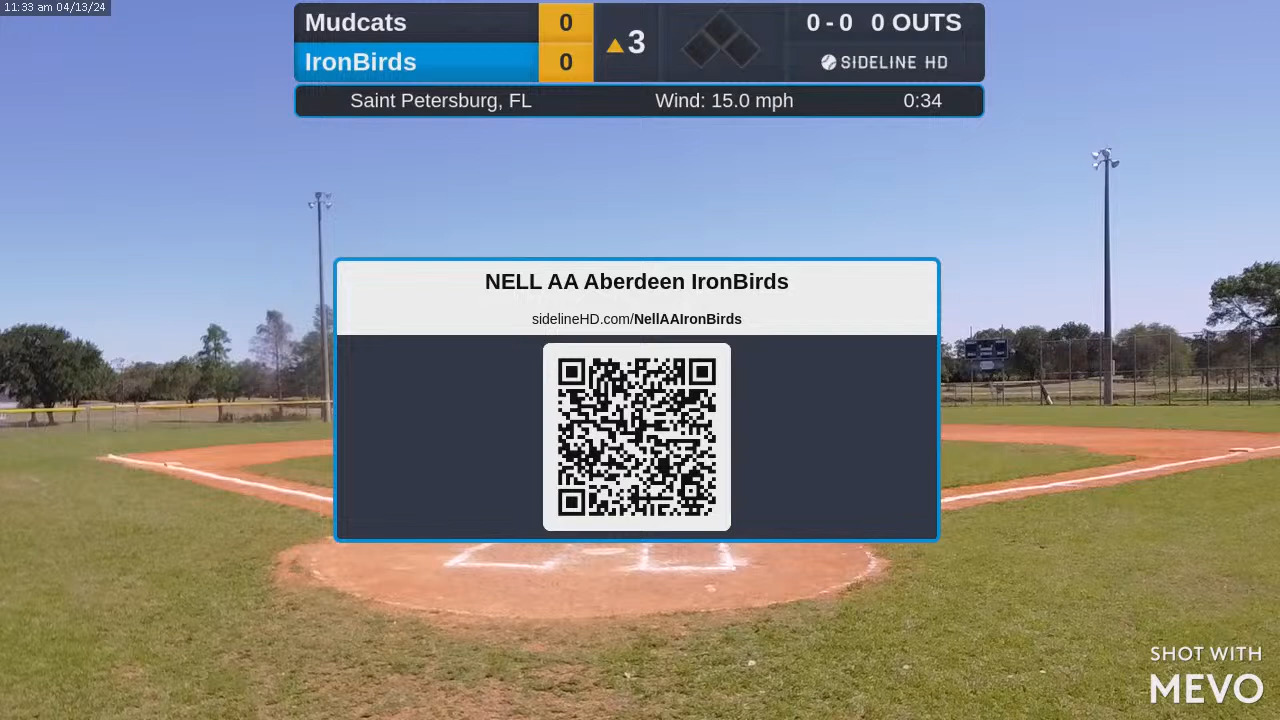 11:33 am 04/13/24
Mudcats 0
IronBirds 0
▲3
0 - 0 0 OUTS
SIDELINE HD
Saint Petersburg, FL Wind: 15.0 mph 0:34
NELL AA Aberdeen IronBirds
sidelineHD.com/NellAAIronBirds
SHOT WITH
MEVO